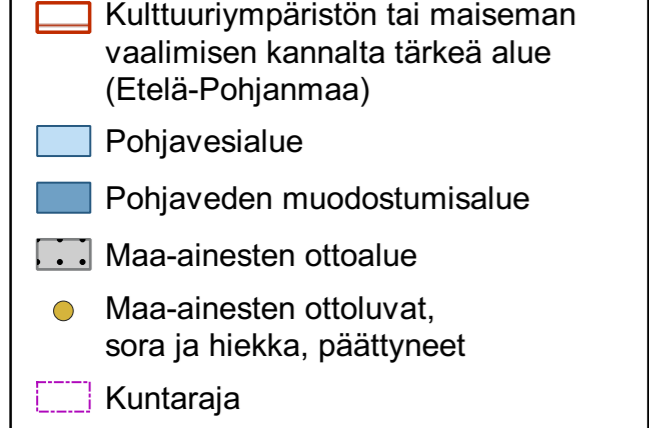 Kulttuuriympäristön tai maiseman
vaalimisen kannalta tärkeä alue
(Etelä-Pohjanmaa)
Pohjavesialue
Pohjaveden muodostumisalue
Maa-ainesten ottoalue
Maa-ainesten ottoluvat,
sora ja hiekka, päättyneet
Kuntaraja